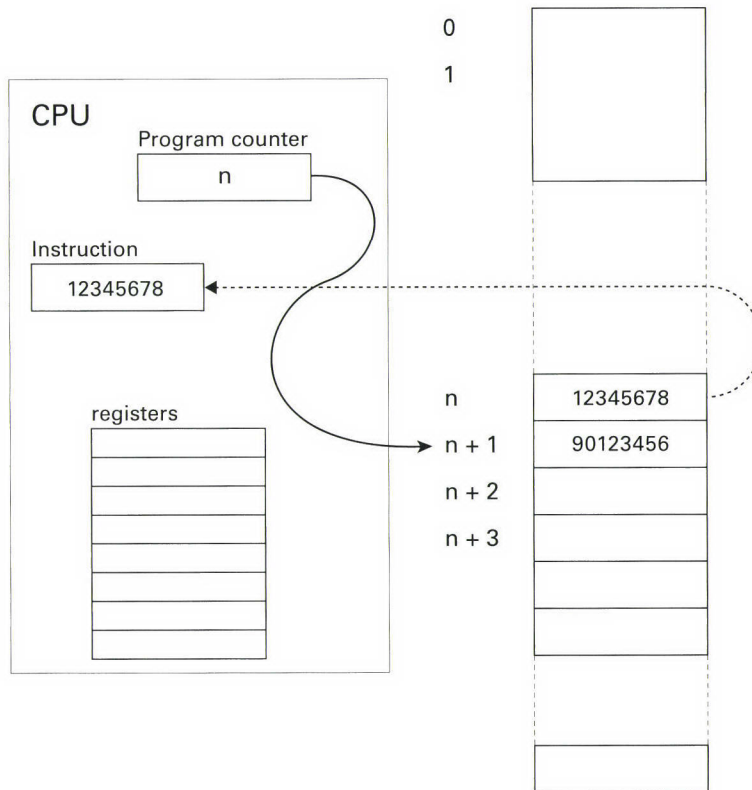 0
1
CPU
Program counter
n
Instruction
12345678
n
12345678
registers
n + 1
90123456
n + 2
n + 3